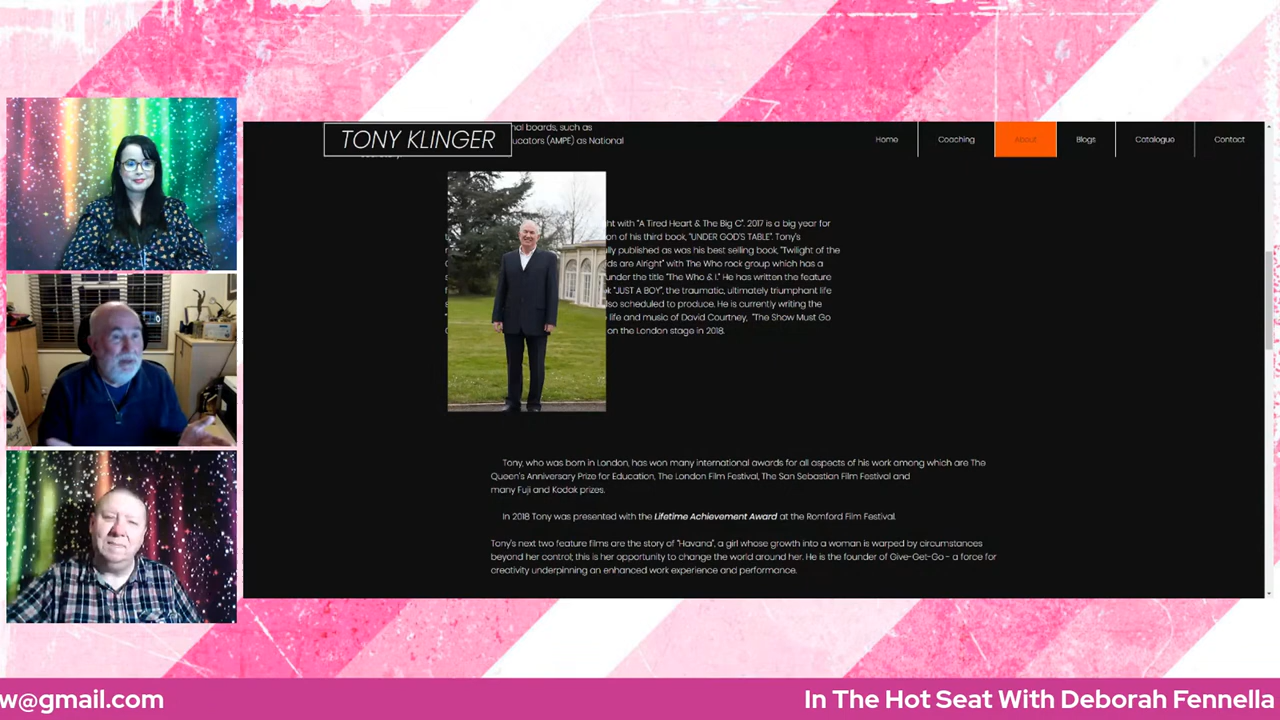 nal boards, such as
TONY KLINGER
ucators (AMPE) as National
Home
Coaching
About
Blogs
Catalogue
Contact
ht with "A Tired Heart & The Big C". 2017 is a big year for
on of his third book, "UNDER GOD'S TABLE". Tony's
ully published as was his best selling book, "Twilight of the
ds are Alright" with The Who rock group which has a
under the title "The Who & I." He has written the feature
k "JUST A BOY", the traumatic, ultimately triumphant life
lso scheduled to produce. He is currently writing the
life and music of David Courtney, "The Show Must Go
on the London stage in 2018.
Tony, who was born in London, has won many international awards for all aspects of his work among which are The
Queen's Anniversary Prize for Education, The London Film Festival, The San Sebastian Film Festival and
many Fuji and Kodak prizes.
In 2018 Tony was presented with the Lifetime Achievement Award at the Romford Film Festival.
Tony's next two feature films are the story of "Havana", a girl whose growth into a woman is warped by circumstances
beyond her control; this is her opportunity to change the world around her. He is the founder of Give-Get-Go - a force for
creativity underpinning an enhanced work experience and performance.
w@gmail.com
In The Hot Seat With Deborah Fennella